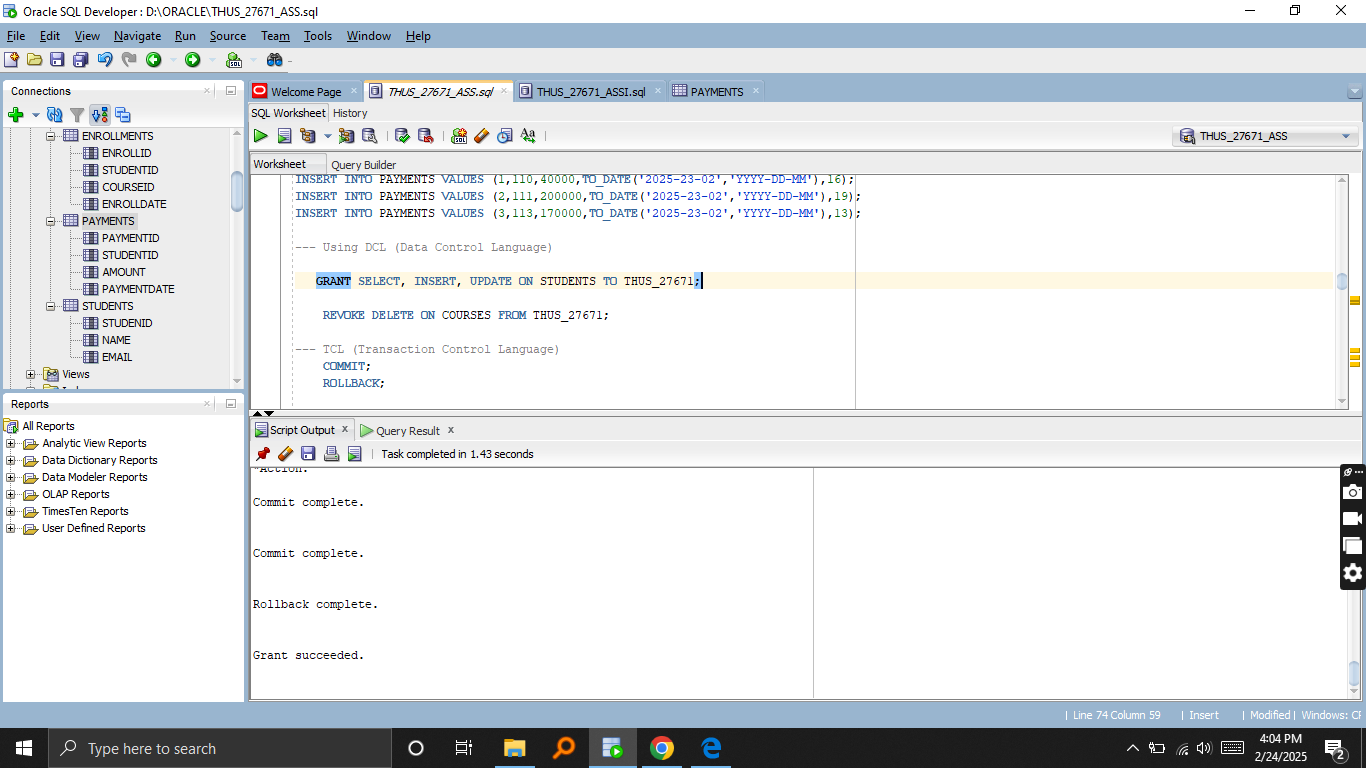 Oracle SQL Developer : D:\ORACLE\THUS_27671_ASS.sql
File Edit View Navigate Run Source Team Tools Window Help
Connections
ENROLLMENTS
ENROLLID
STUDENTID
COURSEID
ENROLLDATE
PAYMENTS
PAYMENTID
STUDENTID
AMOUNT
PAYMENTDATE
STUDENTS
STUDENID
NAME
EMAIL
Views
Reports
All Reports
Analytic View Reports
Data Dictionary Reports
Data Modeler Reports
OLAP Reports
TimesTen Reports
User Defined Reports
Welcome Page THUS_27671_ASS.sql THUS_27671_ASSI.sql PAYMENTS
SQL Worksheet History
THUS_27671_ASS
Worksheet Query Builder
INSERT INTO PAYMENTS VALUES (1,110,40000,TO_DATE('2025-23-02','YYYY-DD-MM'),16);
INSERT INTO PAYMENTS VALUES (2,111,200000,TO_DATE('2025-23-02','YYYY-DD-MM'),19);
INSERT INTO PAYMENTS VALUES (3,113,170000,TO_DATE('2025-23-02','YYYY-DD-MM'),13);
--- Using DCL (Data Control Language)
GRANT SELECT, INSERT, UPDATE ON STUDENTS TO THUS_27671;
REVOKE DELETE ON COURSES FROM THUS_27671;
--- TCL (Transaction Control Language)
COMMIT;
ROLLBACK;
Script Output Query Result
Task completed in 1.43 seconds
*Action:
Commit complete.
Commit complete.
Rollback complete.
Grant succeeded.
Line 74 Column 59 Insert Modified Windows: CF
Type here to search
4:04 PM
2/24/2025
2